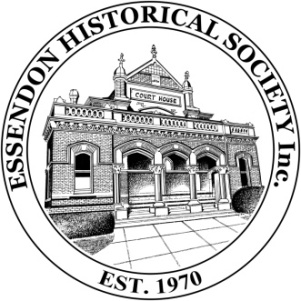 ESSENDON HISTORICAL SOCIETY Inc.
COURT HOUSE
EST. 1970